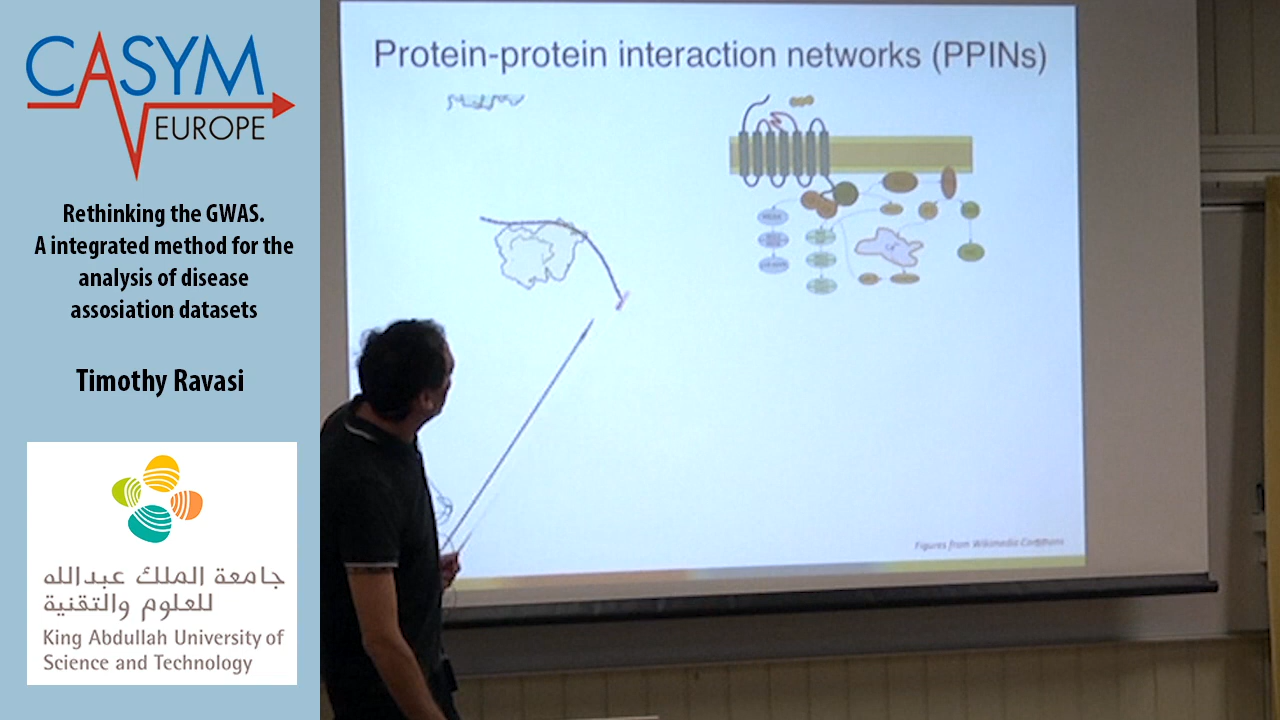 CASYM
EUROPE
Rethinking the GWAS.
A integrated method for the
analysis of disease
assosiation datasets
Timothy Ravasi
جامعة الملك عبدالله
للعلوم والتقنية
King Abdullah University of
Science and Technology
Protein-protein interaction networks (PPINs)
Figures from Wikimedia Commons